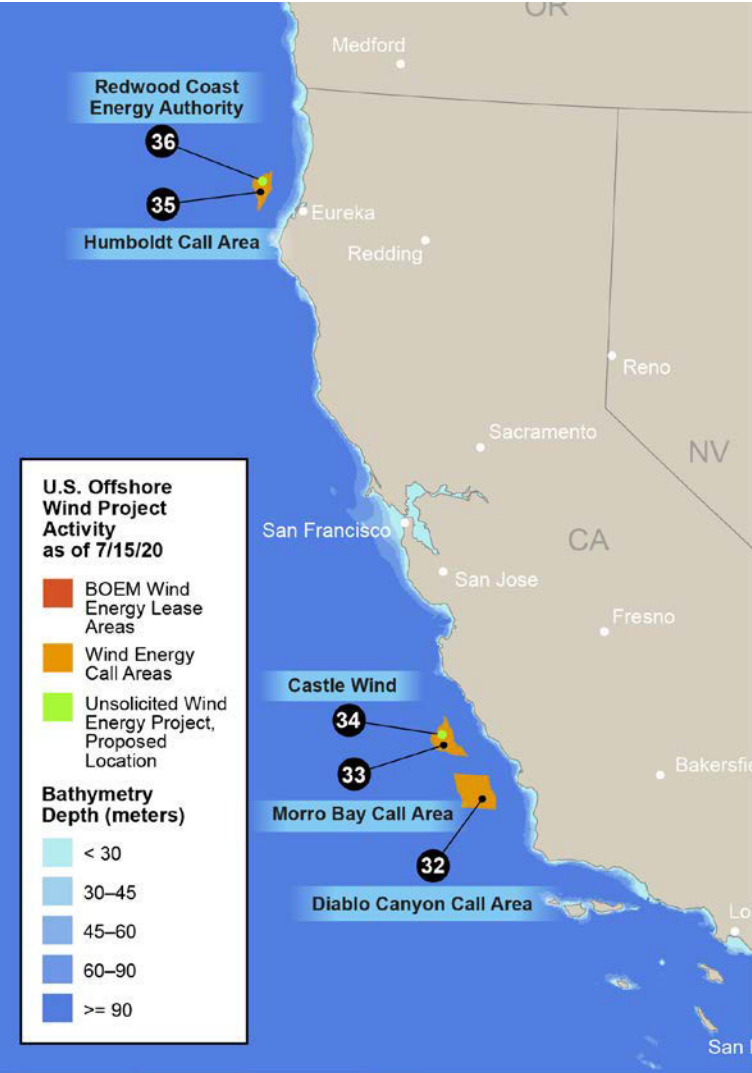 OR
Medford
Redwood Coast
Energy Authority
36
35
Humboldt Call Area
Eureka
Redding
Reno
Sacramento
NV
San Francisco
CA
San Jose
Fresno
U.S. Offshore
Wind Project
Activity
as of 7/15/20
BOEM Wind
Energy Lease
Areas
Wind Energy
Call Areas
Unsolicited Wind
Energy Project,
Proposed
Location
Bathymetry
Depth (meters)
< 30
30–45
45–60
60–90
>= 90
Castle Wind
34
33
Morro Bay Call Area
32
Diablo Canyon Call Area
Bakersfie
Lo
San